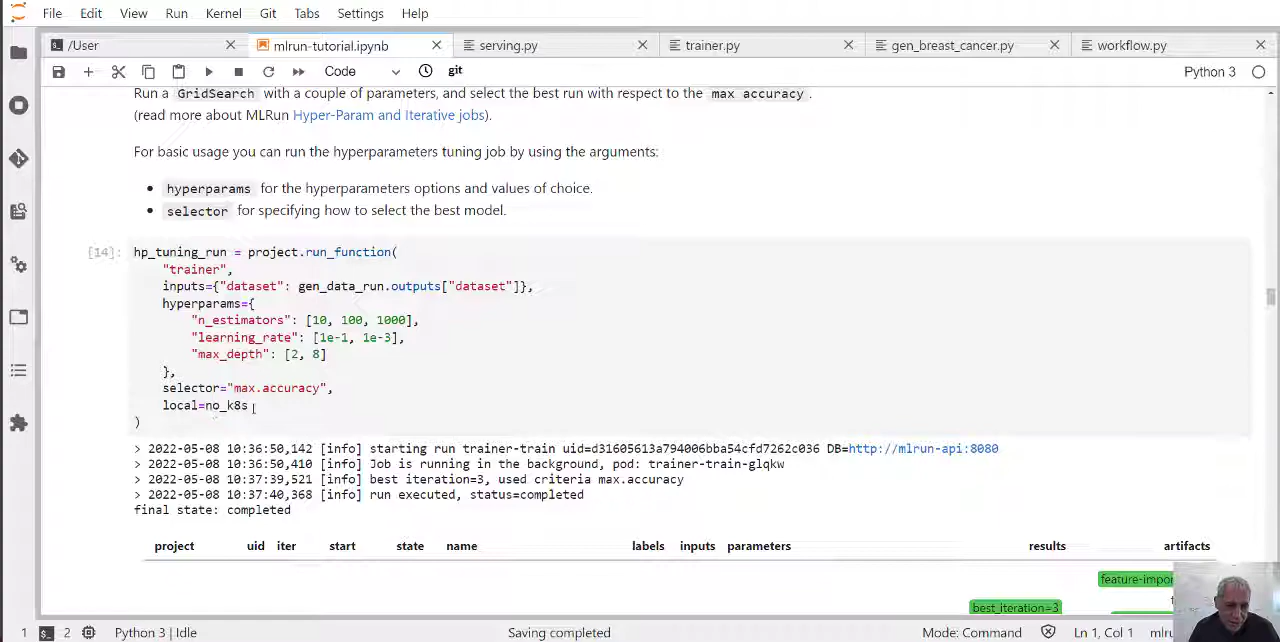 File Edit View Run Kernel Git Tabs Settings Help
/User mlrun-tutorial.ipynb serving.py trainer.py gen_breast_cancer.py workflow.py
Code git Python 3
Run a GridSearch with a couple of parameters, and select the best run with respect to the max accuracy .
(read more about MLRun Hyper-Param and Iterative jobs).
For basic usage you can run the hyperparameters tuning job by using the arguments:
• hyperparams for the hyperparameters options and values of choice.
• selector for specifying how to select the best model.
[14]: hp_tuning_run = project.run_function(
"trainer",
inputs={"dataset": gen_data_run.outputs["dataset"]},
hyperparams={
"n_estimators": [10, 100, 1000],
"learning_rate": [1e-1, 1e-3],
"max_depth": [2, 8]
},
selector="max.accuracy",
local=no_k8s
)
> 2022-05-08 10:36:50,142 [info] starting run trainer-train uid=d31605613a794006bba54cfd7262c036 DB=http://mlrun-api:8080
> 2022-05-08 10:36:50,410 [info] Job is running in the background, pod: trainer-train-glqkw
> 2022-05-08 10:37:39,521 [info] best iteration=3, used criteria max.accuracy
> 2022-05-08 10:37:40,368 [info] run executed, status=completed
final state: completed
project uid iter start state name labels inputs parameters results artifacts
feature-impor
best_iteration=3
1 2 Python 3 | Idle Saving completed Mode: Command Ln 1, Col 1 mlru